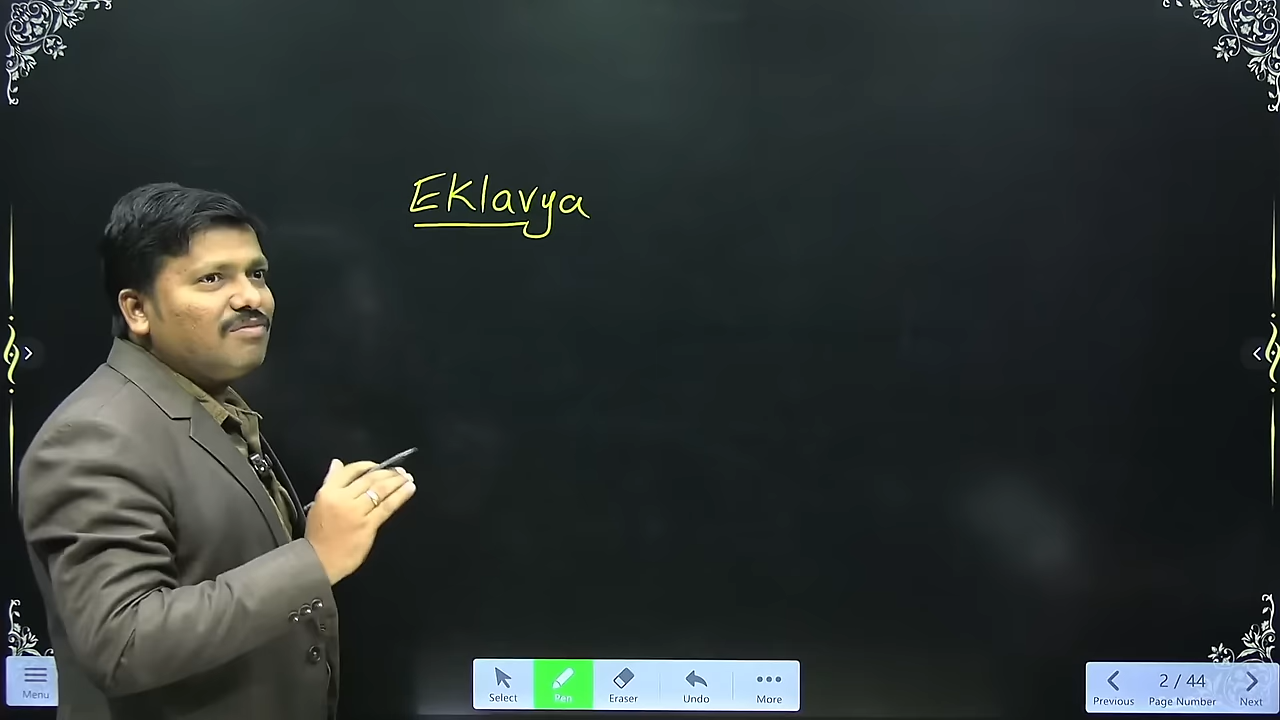 Eklavya
Menu
Select
Pen
Eraser
Undo
More
2 / 44
Previous
Page Number
Next